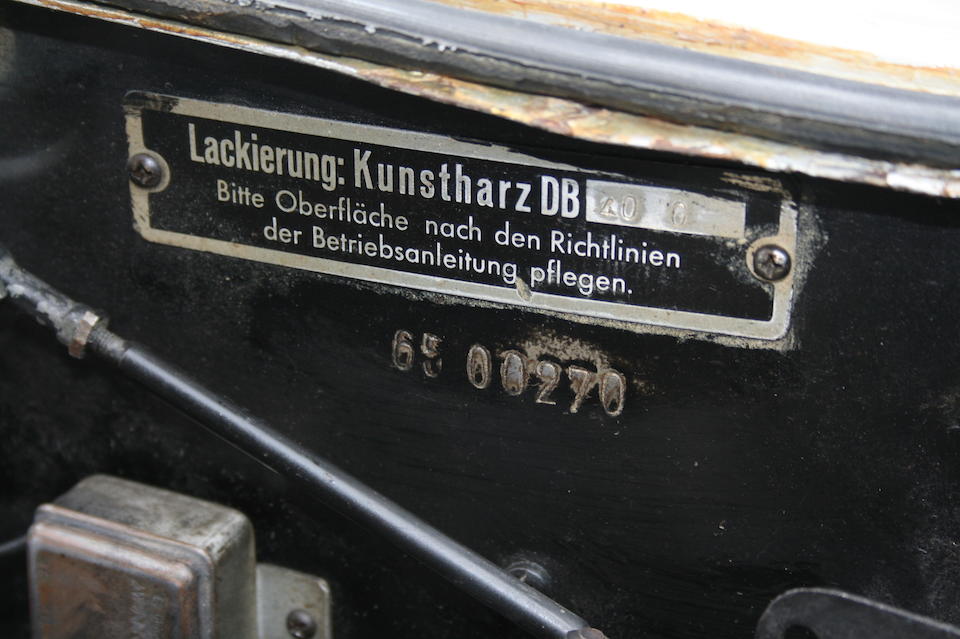 Lackierung: Kunstharz DB 40 0
Bitte Oberfläche nach den Richtlinien
der Betriebsanleitung pflegen.
65 00270